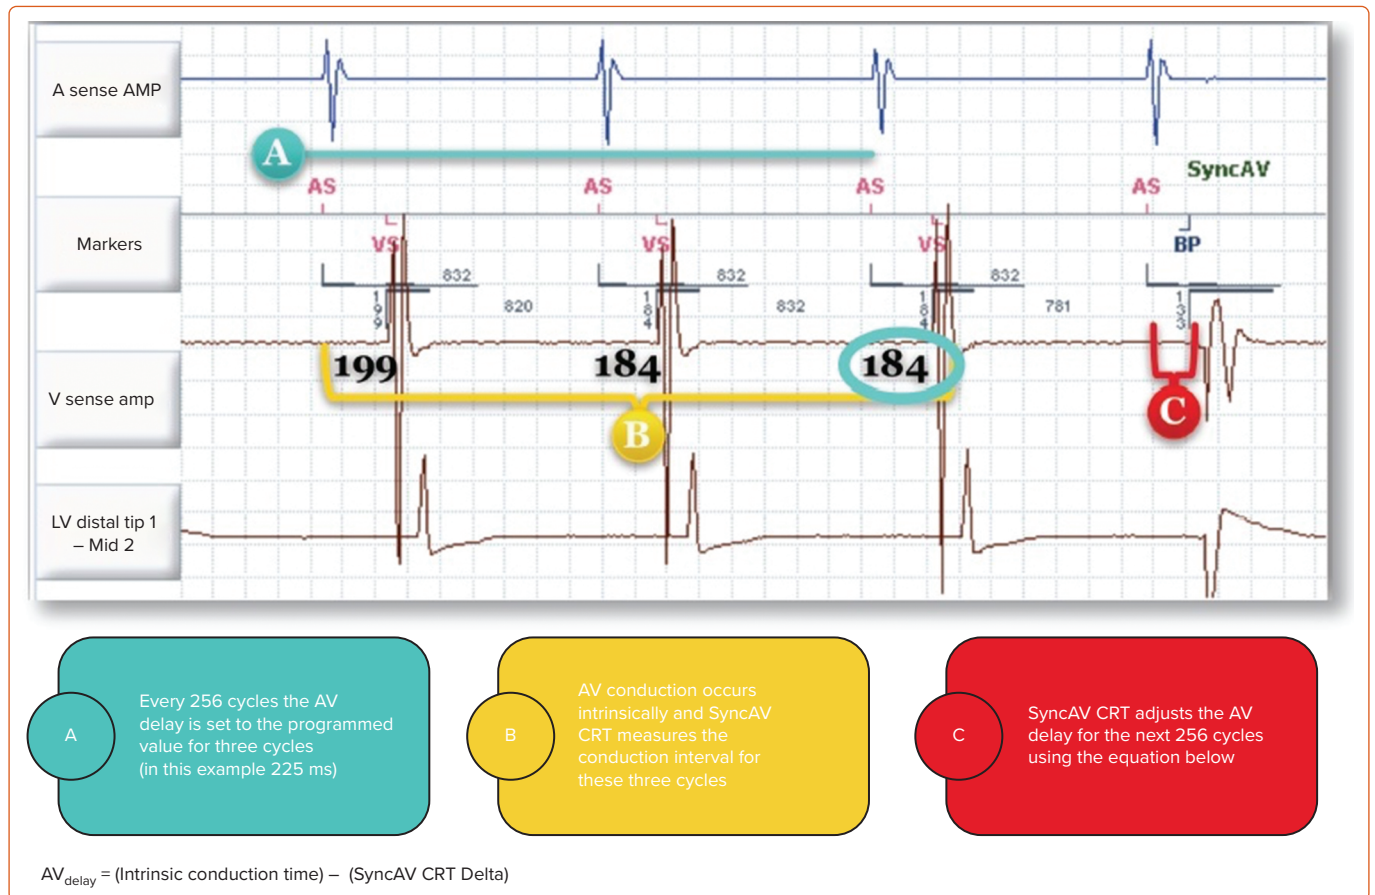 A sense AMP
A
SyncAV
AS AS AS AS
Markers
VS VS VS BP
832 832 832
199 820 184 832 184 781 133
199 184 184
V sense amp
B
C
LV distal tip 1
– Mid 2
A
Every 256 cycles the AV
delay is set to the programmed
value for three cycles
(in this example 225 ms)
B
AV conduction occurs
intrinsically and SyncAV
CRT measures the
conduction interval for
these three cycles
C
SyncAV CRT adjusts the AV
delay for the next 256 cycles
using the equation below
AVdelay = (Intrinsic conduction time) – (SyncAV CRT Delta)